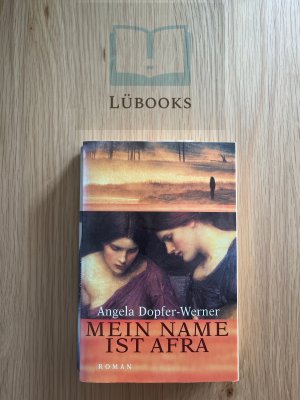 LÜBOOKS
Angela Dopfer-Werner
MEIN NAME
IST AFRA
ROMAN